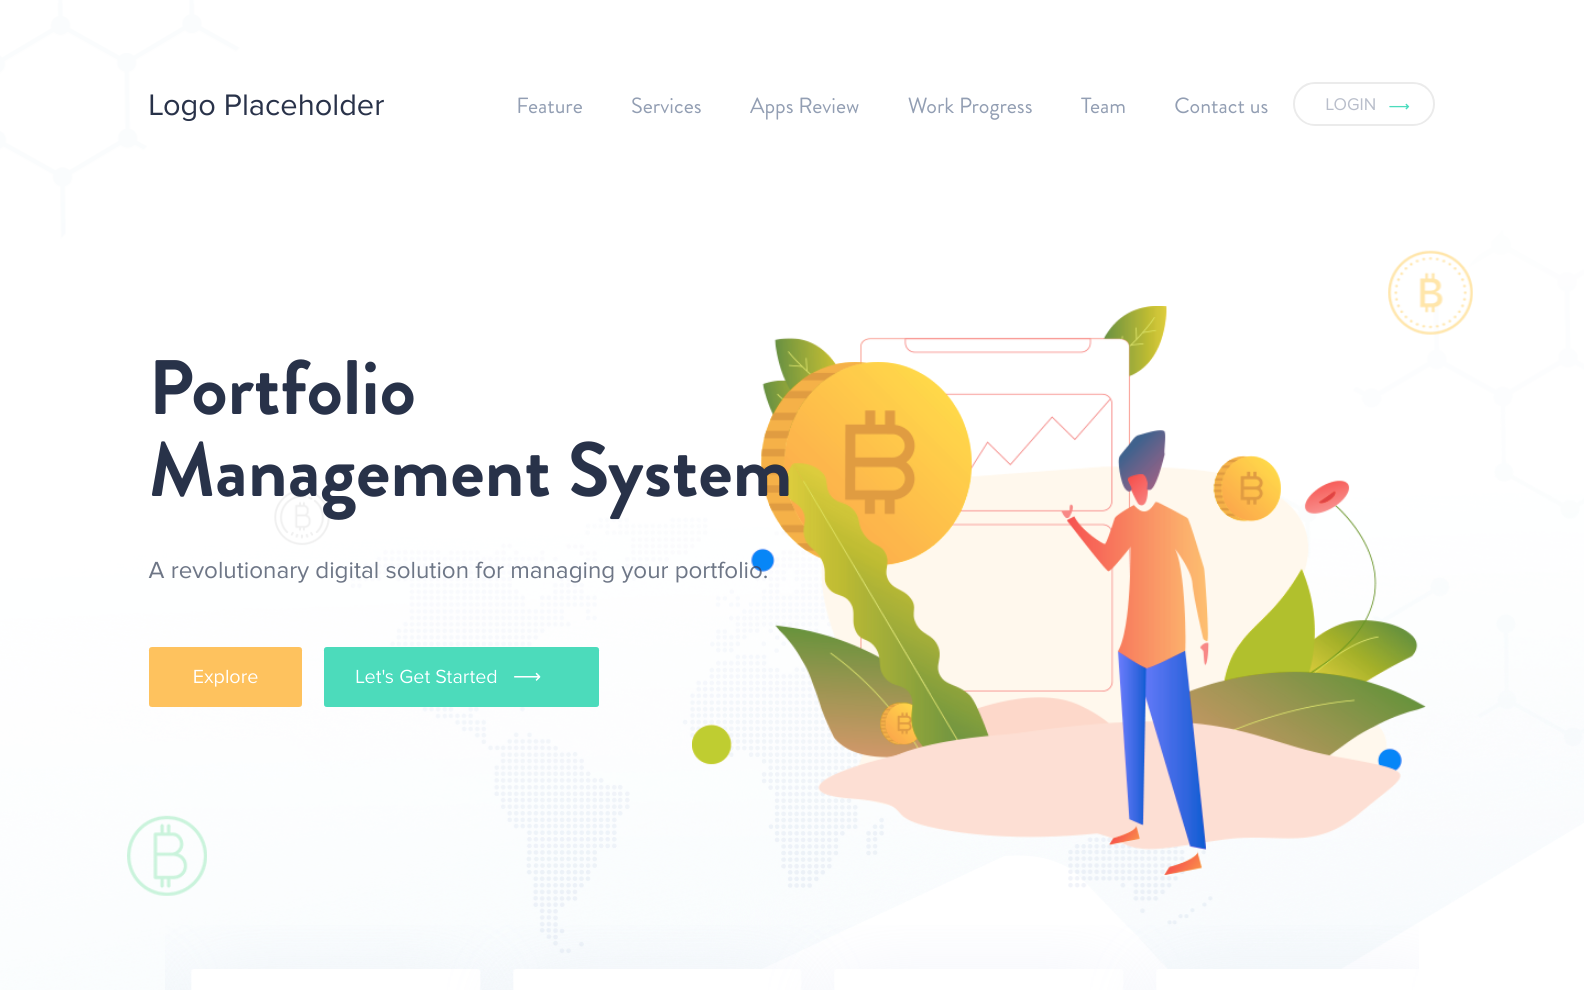 Logo Placeholder
Feature Services Apps Review Work Progress Team Contact us LOGIN
Portfolio
Management System
A revolutionary digital solution for managing your portfolio.
Explore Let's Get Started